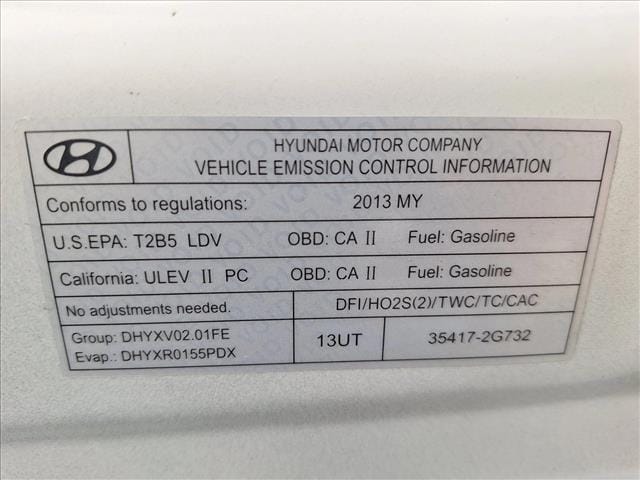 HYUNDAI MOTOR COMPANY
VEHICLE EMISSION CONTROL INFORMATION
Conforms to regulations: 2013 MY
U.S.EPA: T2B5 LDV OBD: CA II Fuel: Gasoline
California: ULEV II PC OBD: CA II Fuel: Gasoline
No adjustments needed. DFI/HO2S(2)/TWC/TC/CAC
Group: DHYXV02.01FE
Evap.: DHYXR0155PDX
13UT 35417-2G732